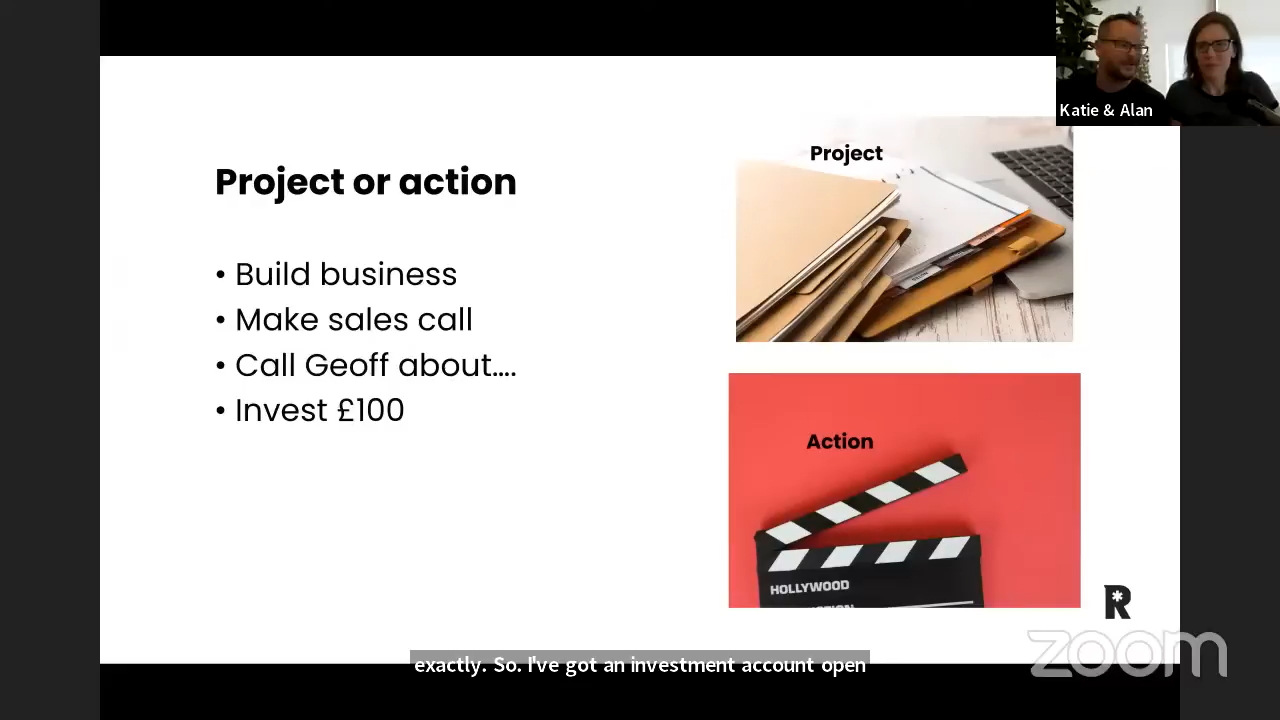 Katie & Alan
Project or action
• Build business
• Make sales call
• Call Geoff about....
• Invest £100
Project
Action
HOLLYWOOD
R
exactly. So. I've got an investment account open
zoom